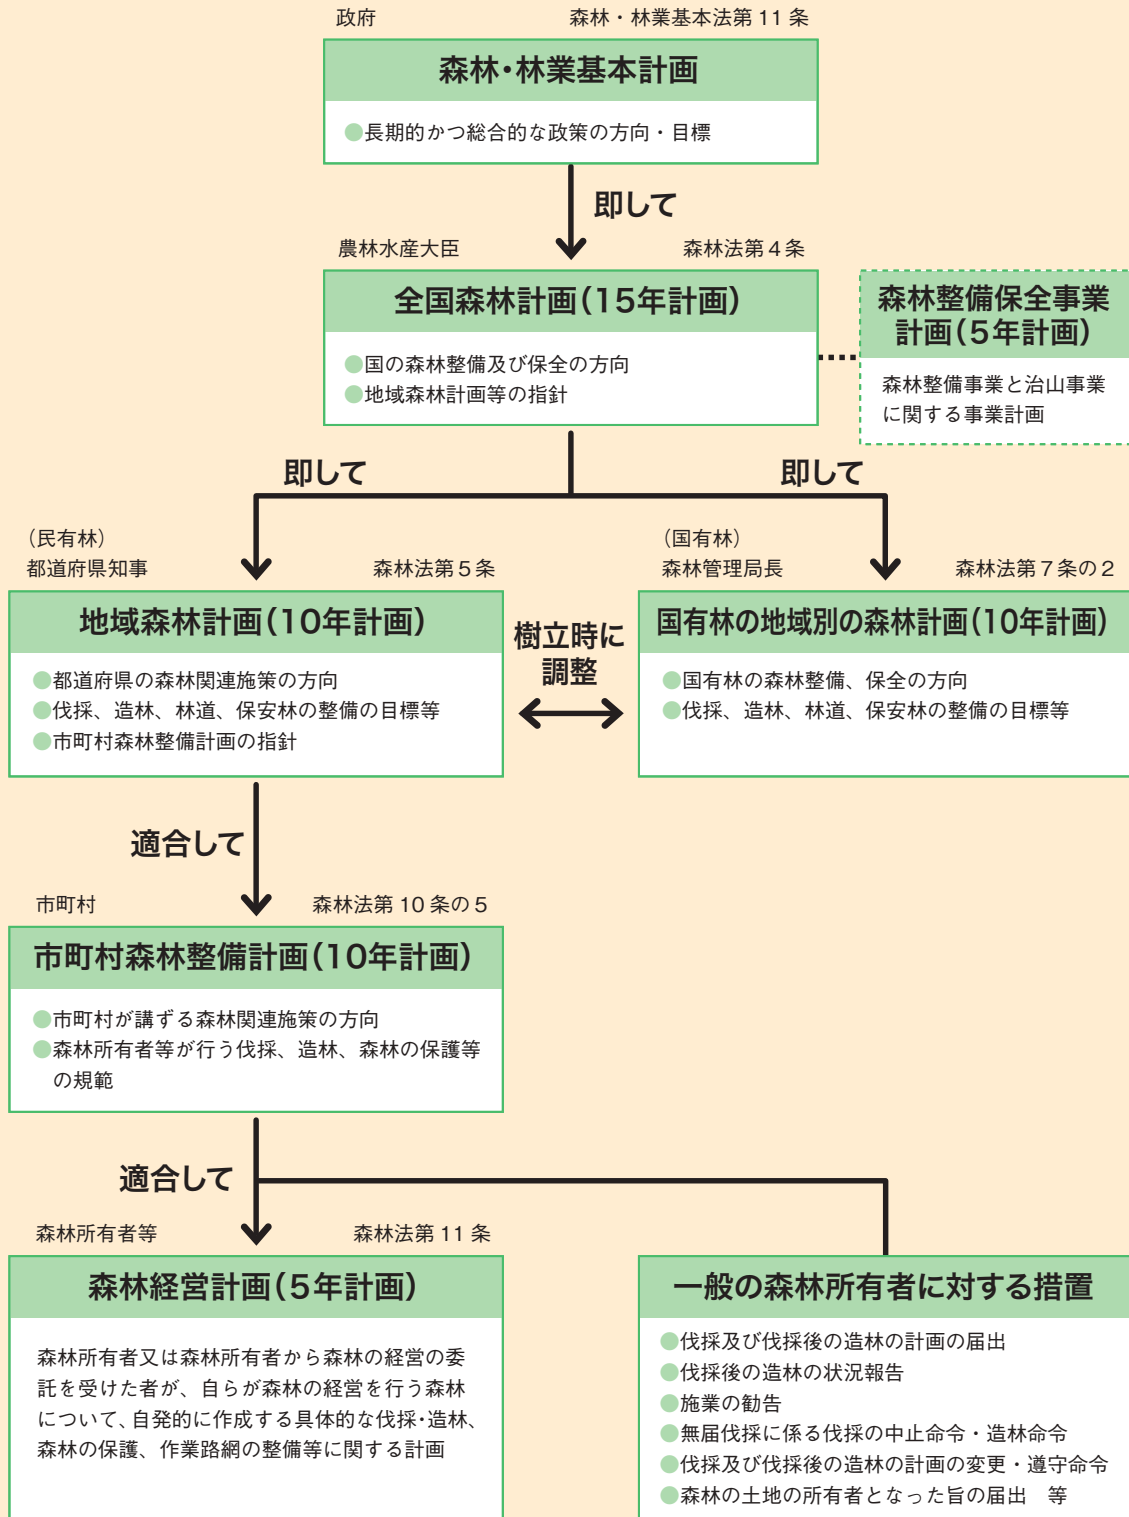 政府
森林・林業基本法第11条
森林・林業基本計画
●長期的かつ総合的な政策の方向・目標
即して
農林水産大臣
森林法第4条
全国森林計画(15年計画)
●国の森林整備及び保全の方向
●地域森林計画等の指針
森林整備保全事業
計画(5年計画)
森林整備事業と治山事業
に関する事業計画
即して
即して
(民有林)
都道府県知事
森林法第5条
地域森林計画(10年計画)
●都道府県の森林関連施策の方向
●伐採、造林、林道、保安林の整備の目標等
●市町村森林整備計画の指針
樹立時に
調整
(国有林)
森林管理局長
森林法第7条の2
国有林の地域別の森林計画(10年計画)
●国有林の森林整備、保全の方向
●伐採、造林、林道、保安林の整備の目標等
適合して
市町村
森林法第10条の5
市町村森林整備計画(10年計画)
●市町村が講ずる森林関連施策の方向
●森林所有者等が行う伐採、造林、森林の保護等
の規範
適合して
森林所有者等
森林法第11条
森林経営計画(5年計画)
森林所有者又は森林所有者から森林の経営の委
託を受けた者が、自らが森林の経営を行う森林
について、自発的に作成する具体的な伐採・造林、
森林の保護、作業路網の整備等に関する計画
一般の森林所有者に対する措置
●伐採及び伐採後の造林の計画の届出
●伐採後の造林の状況報告
●施業の勧告
●無届伐採に係る伐採の中止命令・造林命令
●伐採及び伐採後の造林の計画の変更・遵守命令
●森林の土地の所有者となった旨の届出　等